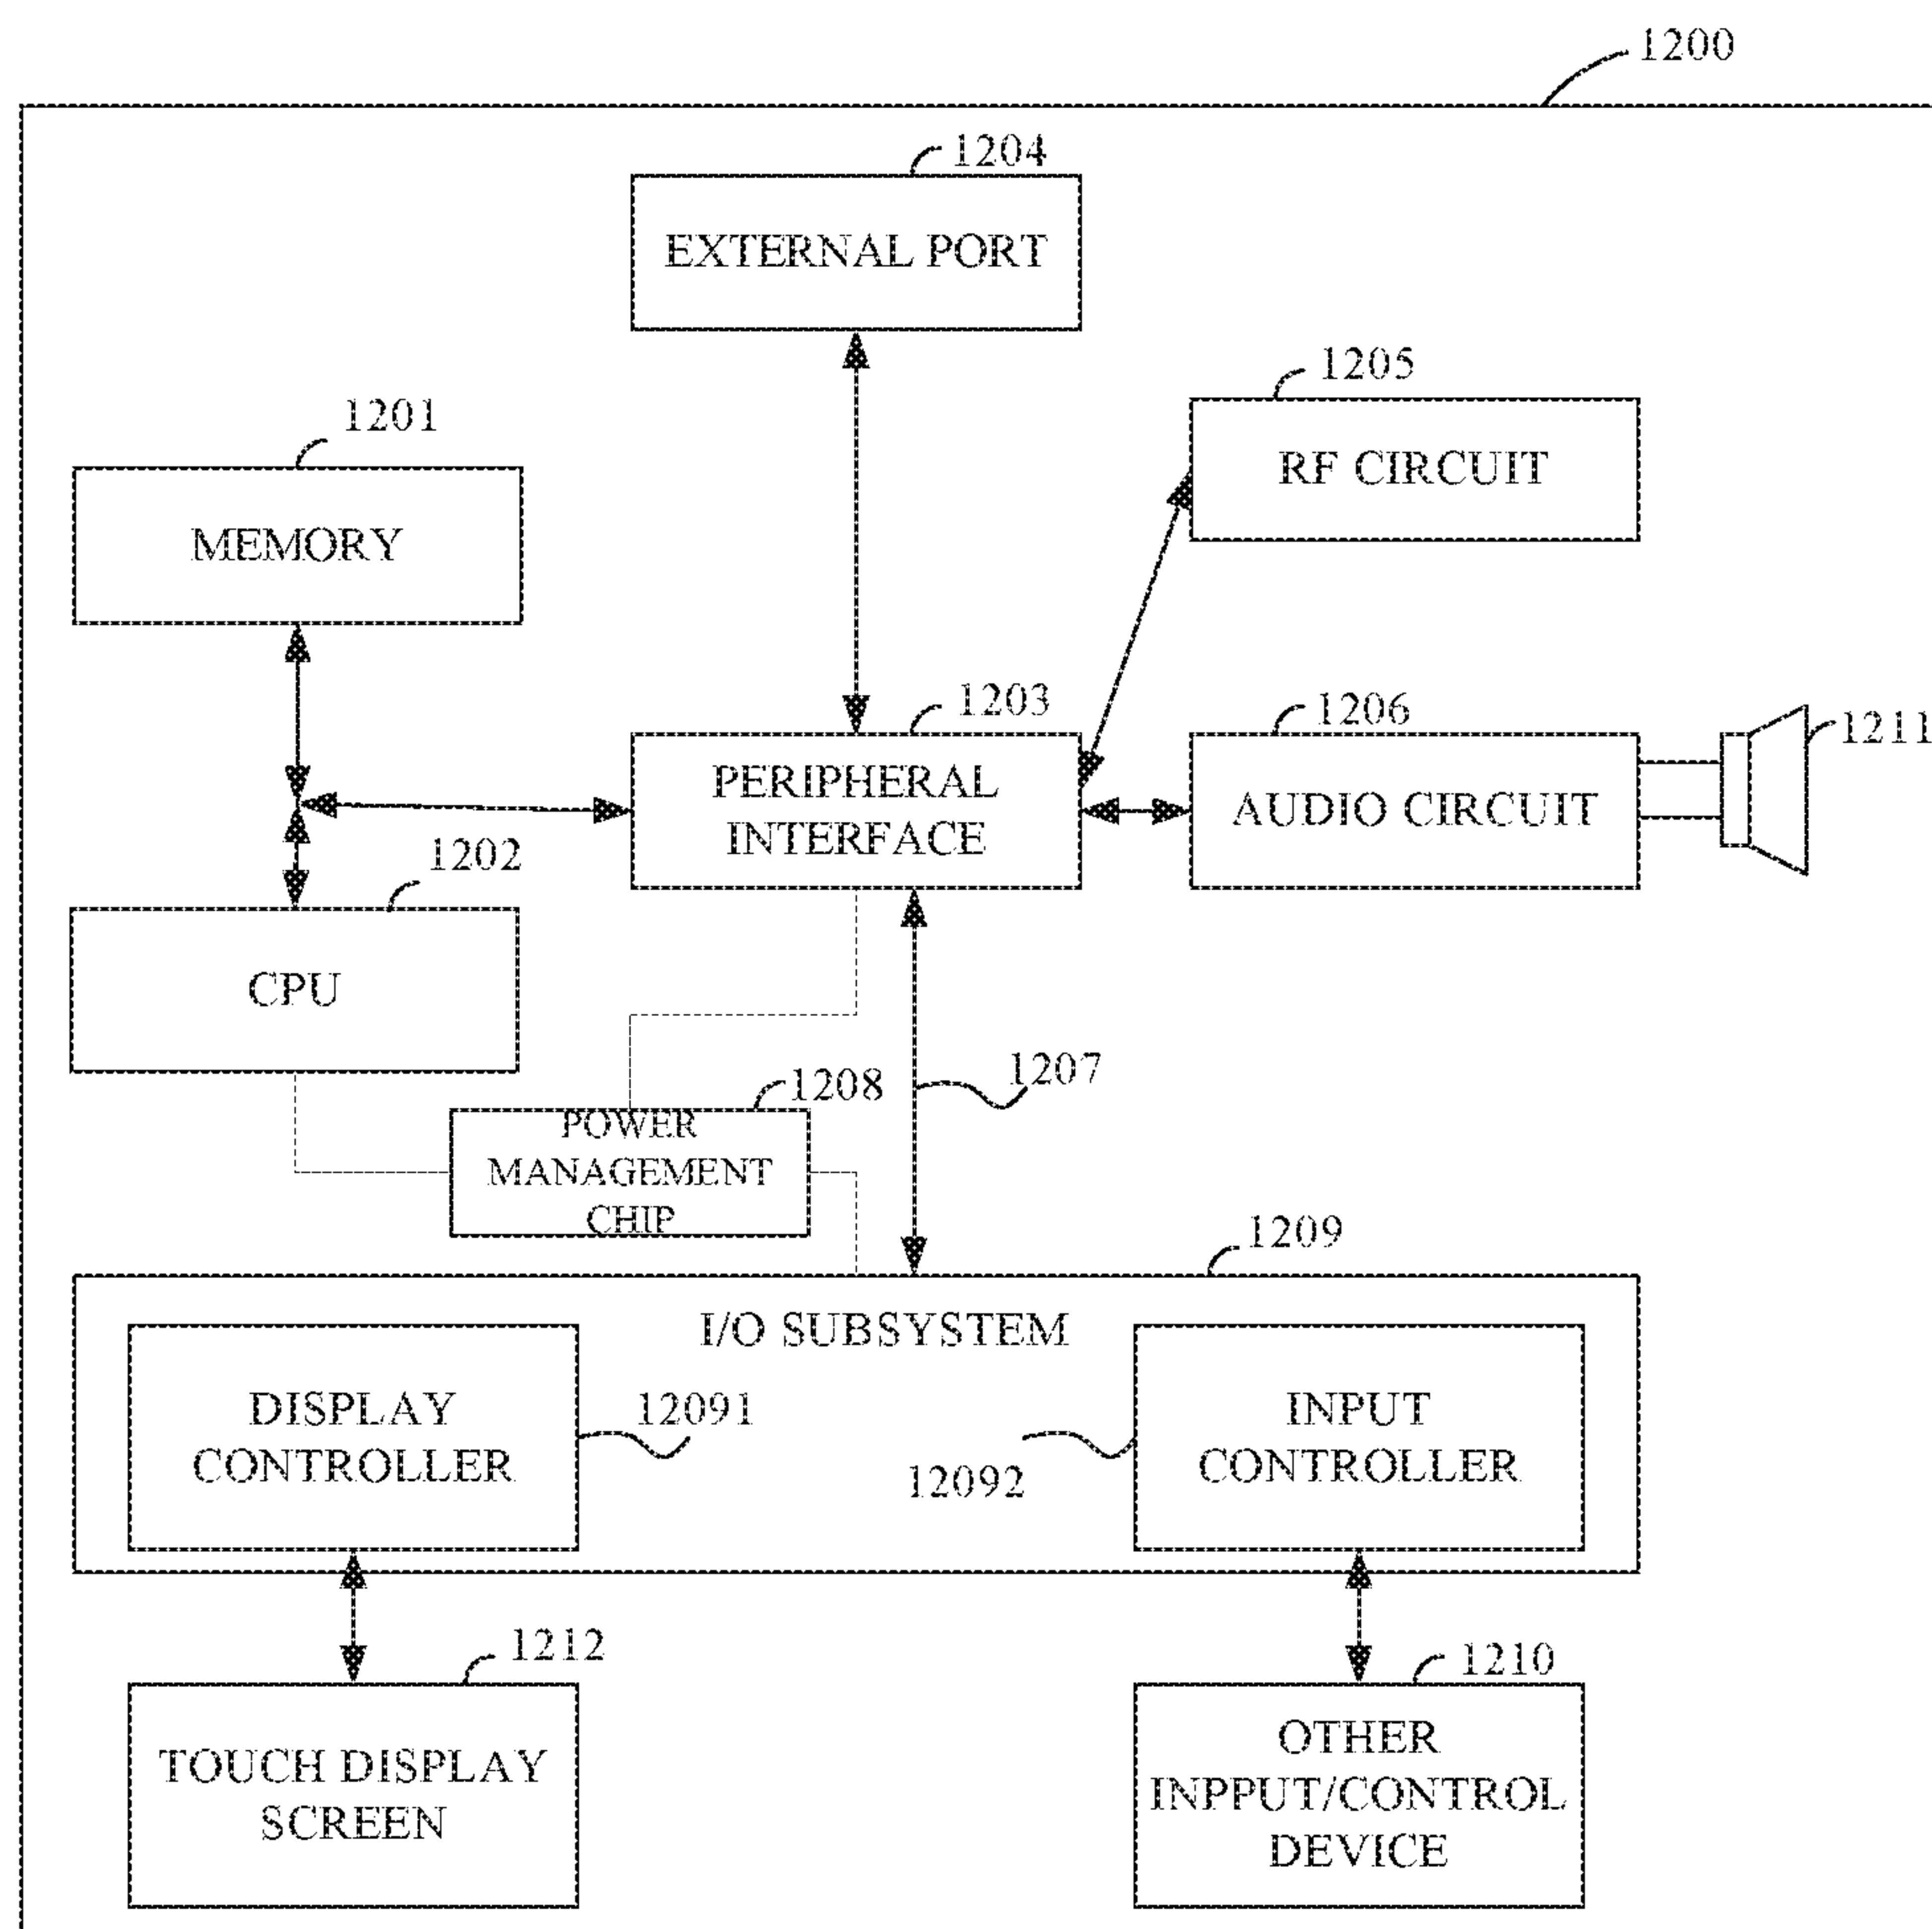 1200
1204
EXTERNAL PORT
1205
RF CIRCUIT
1201
MEMORY
1203
PERIPHERAL
INTERFACE
1206
AUDIO CIRCUIT
1211
1202
CPU
1207
1208
POWER
MANAGEMENT
CHIP
1209
I/O SUBSYSTEM
DISPLAY
CONTROLLER
12091
12092
INPUT
CONTROLLER
1212
TOUCH DISPLAY
SCREEN
1210
OTHER
INPPUT/CONTROL
DEVICE